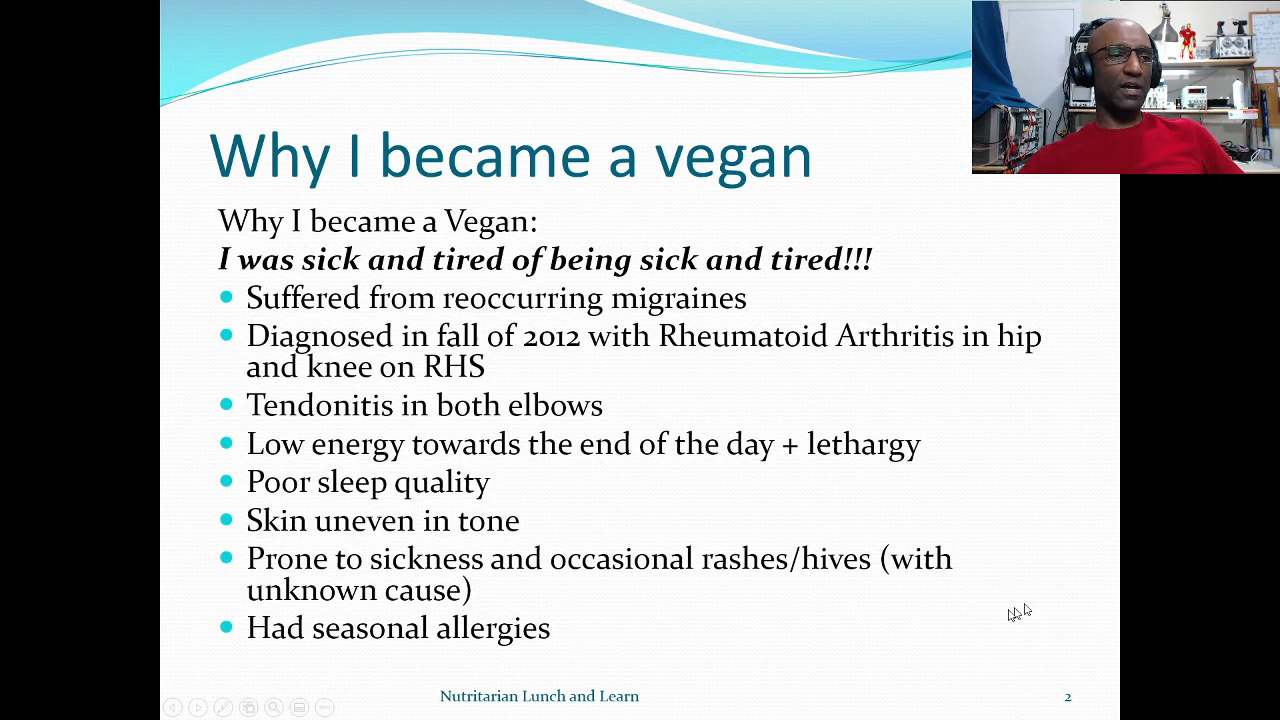 Why I became a vegan
Why I became a Vegan:
I was sick and tired of being sick and tired!!!
Suffered from reoccurring migraines
Diagnosed in fall of 2012 with Rheumatoid Arthritis in hip
and knee on RHS
Tendonitis in both elbows
Low energy towards the end of the day + lethargy
Poor sleep quality
Skin uneven in tone
Prone to sickness and occasional rashes/hives (with
unknown cause)
Had seasonal allergies
Nutritarian Lunch and Learn
2